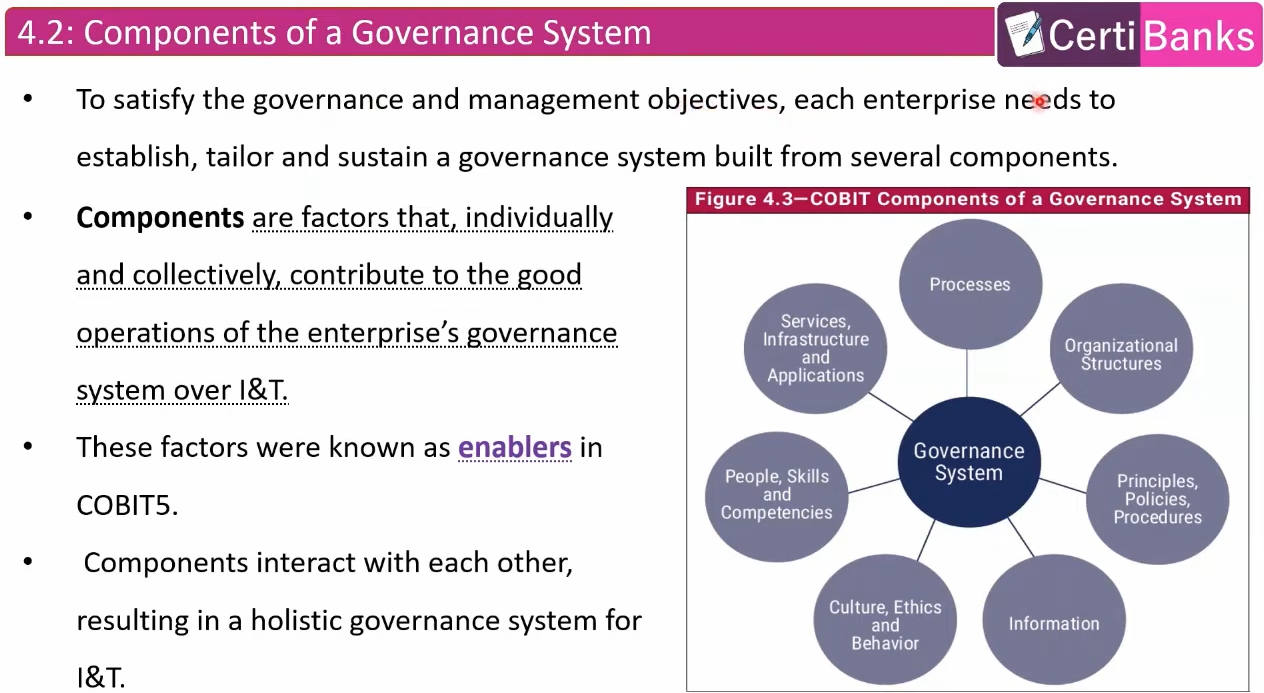 4.2: Components of a Governance System
Certi Banks
• To satisfy the governance and management objectives, each enterprise needs to
establish, tailor and sustain a governance system built from several components.
• Components are factors that, individually
and collectively, contribute to the good
operations of the enterprise’s governance
system over I&T.
• These factors were known as enablers in
COBIT5.
• Components interact with each other,
resulting in a holistic governance system for
I&T.
Figure 4.3—COBIT Components of a Governance System
Processes
Organizational
Structures
Principles,
Policies,
Procedures
Information
Culture, Ethics
and
Behavior
People, Skills
and
Competencies
Services,
Infrastructure
and
Applications
Governance
System